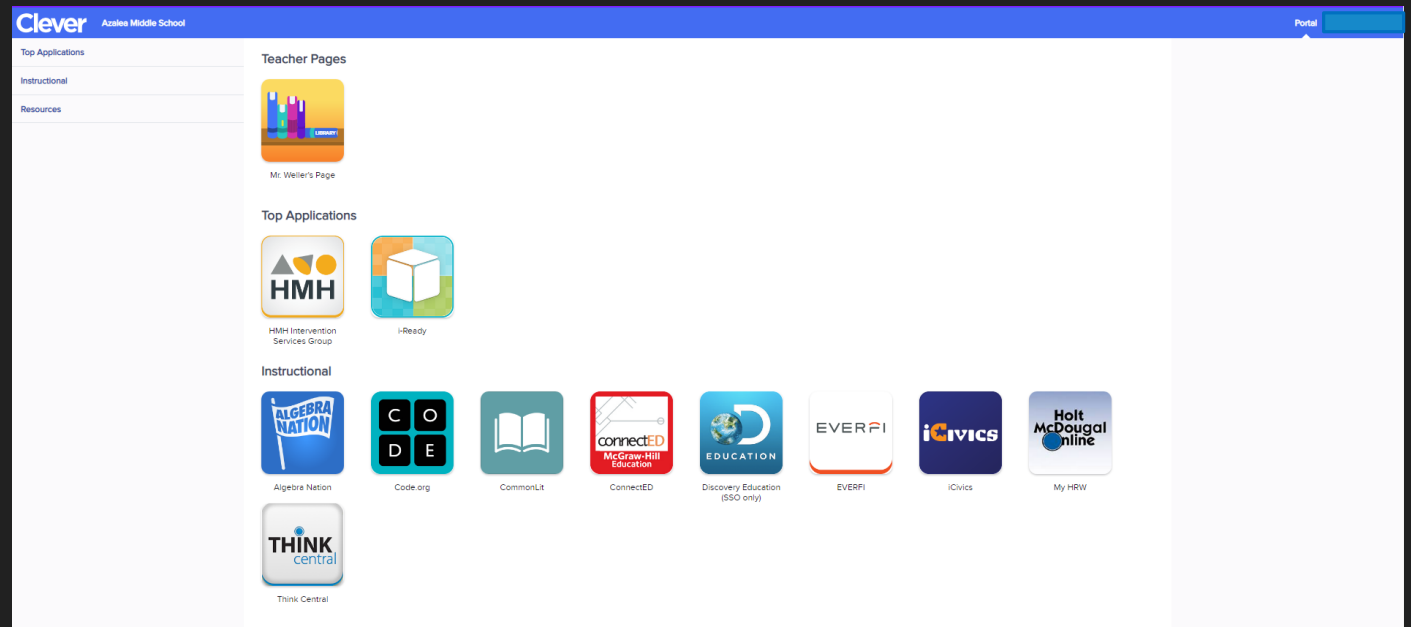 Clever Azalea Middle School Portal
Top Applications
Instructional
Resources
Teacher Pages
LIBRARY
Mr. Weller's Page
Top Applications
HMH
HMH Intervention
Services Group
i-Ready
Instructional
ALGEBRA
NATION
Algebra Nation
C O
D E
Code.org
CommonLit
connectED
McGraw-Hill
Education
ConnectED
D
EDUCATION
Discovery Education
(SSO only)
EVERFI
EVERFI
iCivics
iCivics
Holt
McDougal
Online
My HRW
THINK
central
Think Central